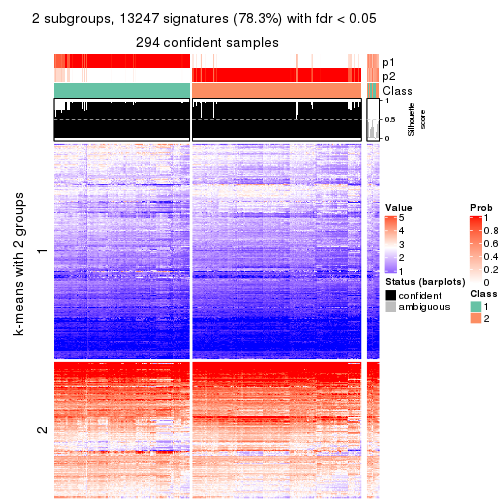 2 subgroups, 13247 signatures (78.3%) with fdr < 0.05
294 confident samples
p1
p2
Class
1
0.5
0
Silhouette
score
k-means with 2 groups
1
2
Value
5
4
3
2
1
Status (barplots)
confident
ambiguous
Prob
1
0.8
0.6
0.4
0.2
0
Class
1
2